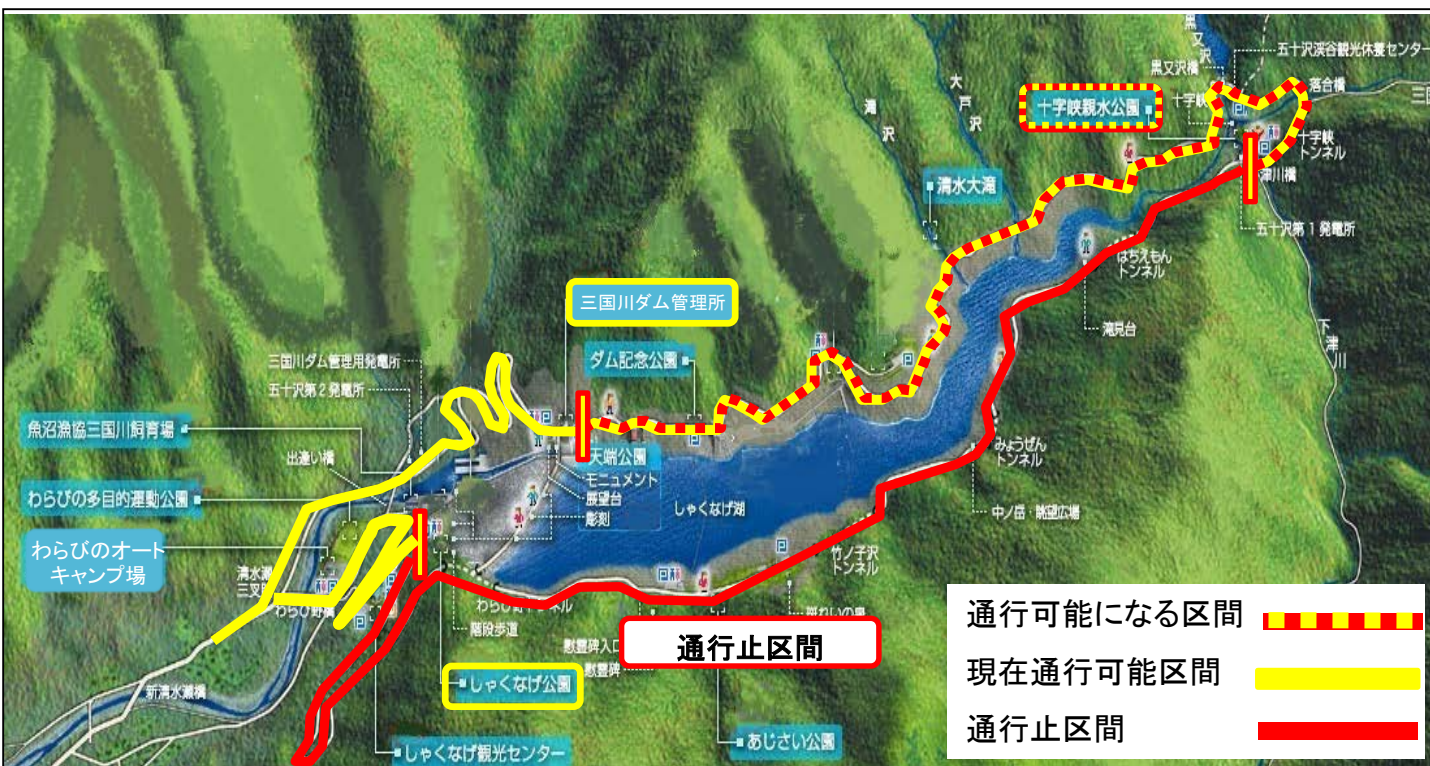 黒又沢
五十沢渓谷観光休養センター
黒又沢橋
落合橋
十字峡親水公園
十字峡
十字峡
トンネル
大戸沢
滝沢
清水大滝
津川橋
五十沢第1発電所
はちえもん
トンネル
滝見台
下津川
三国川ダム管理所
三国川ダム管理用発電所
五十沢第2発電所
ダム記念公園
魚沼漁協三国川飼育場
出逢い橋
わらびの多目的運動公園
わらびのオート
キャンプ場
天端公園
モニュメント
展望台
彫刻
しゃくなげ湖
みょうぜん
トンネル
中ノ岳・眺望広場
竹ノ子沢
トンネル
清水瀬
わらび野橋
階段歩道
慰霊碑入口
慰霊碑
通行止区間
しゃくなげ公園
新清水瀬橋
しゃくなげ観光センター
あじさい公園
通行可能になる区間
現在通行可能区間
通行止区間